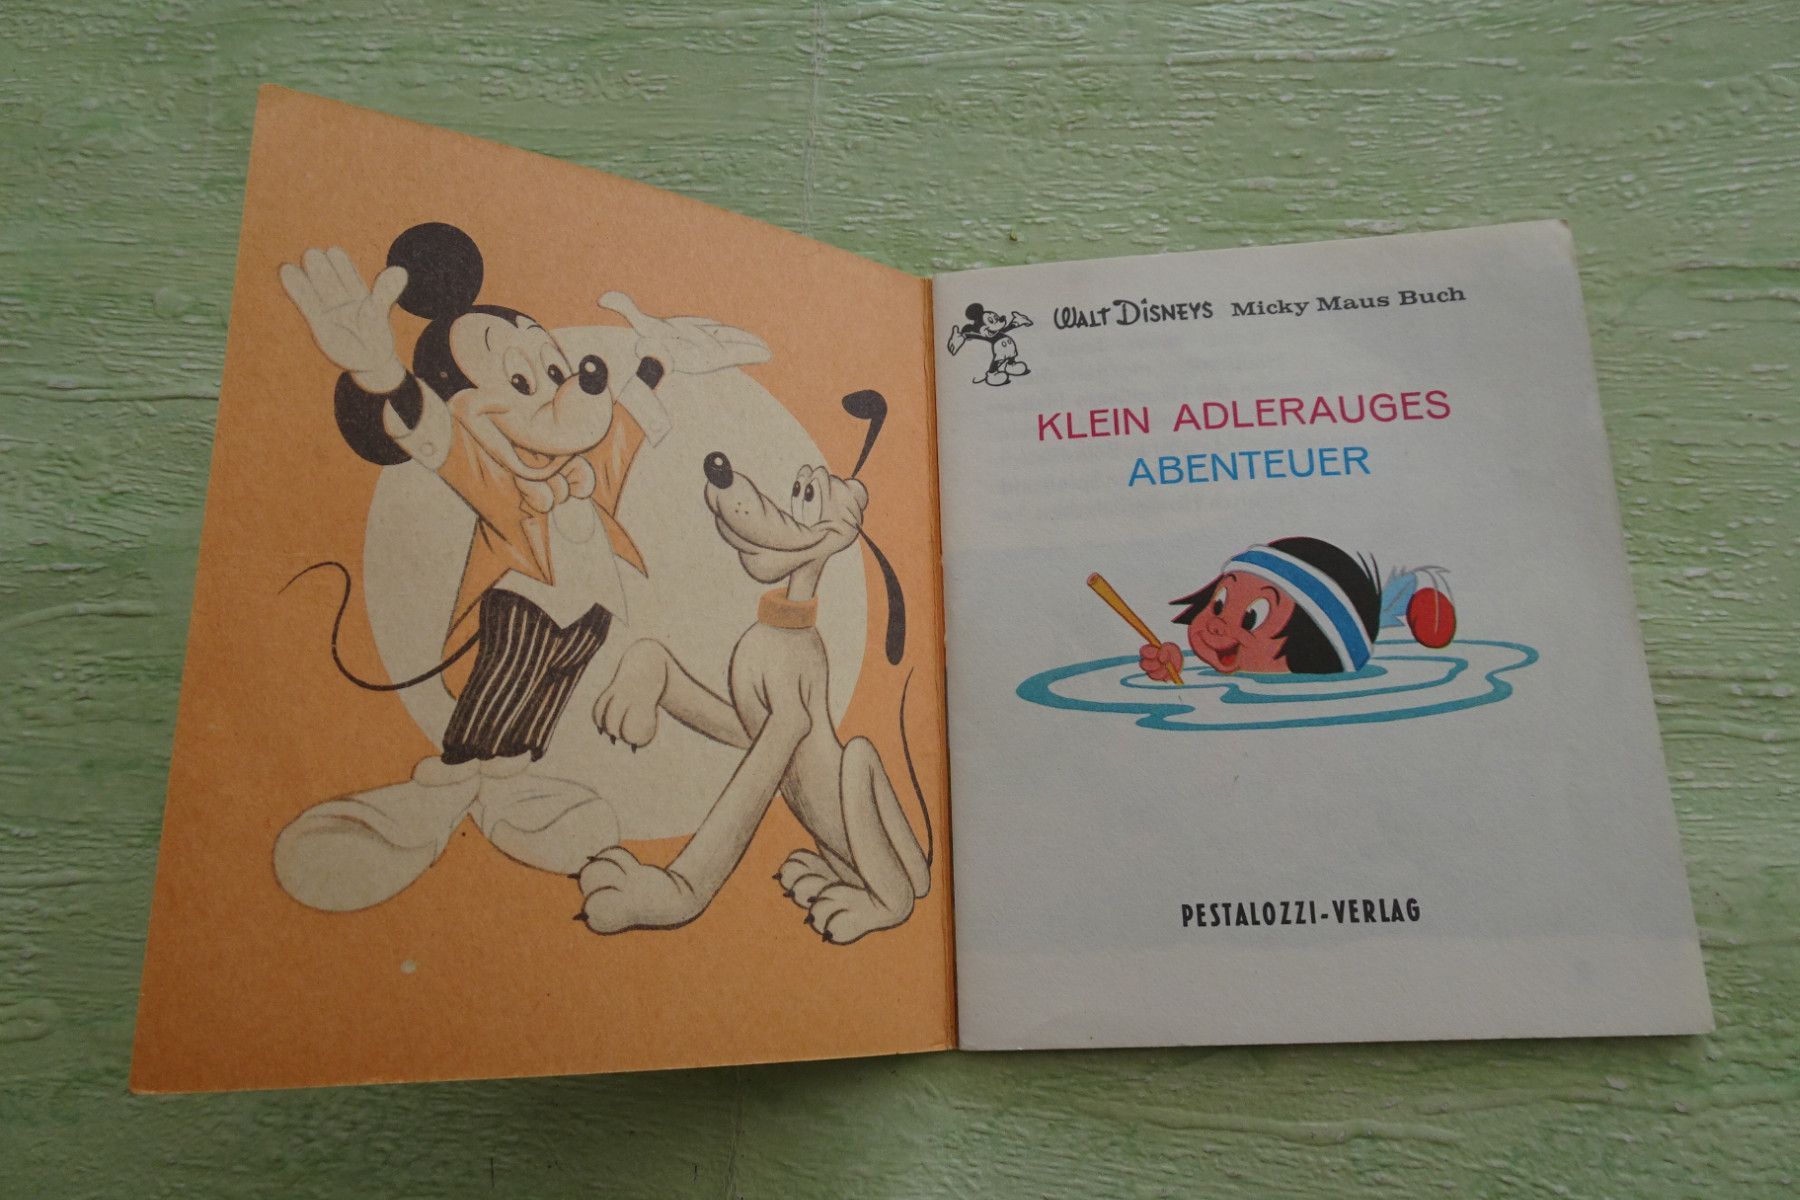 WALT DISNEYS Micky Maus Buch
KLEIN ADLERAUGES
ABENTEUER
PESTALOZZI-VERLAG